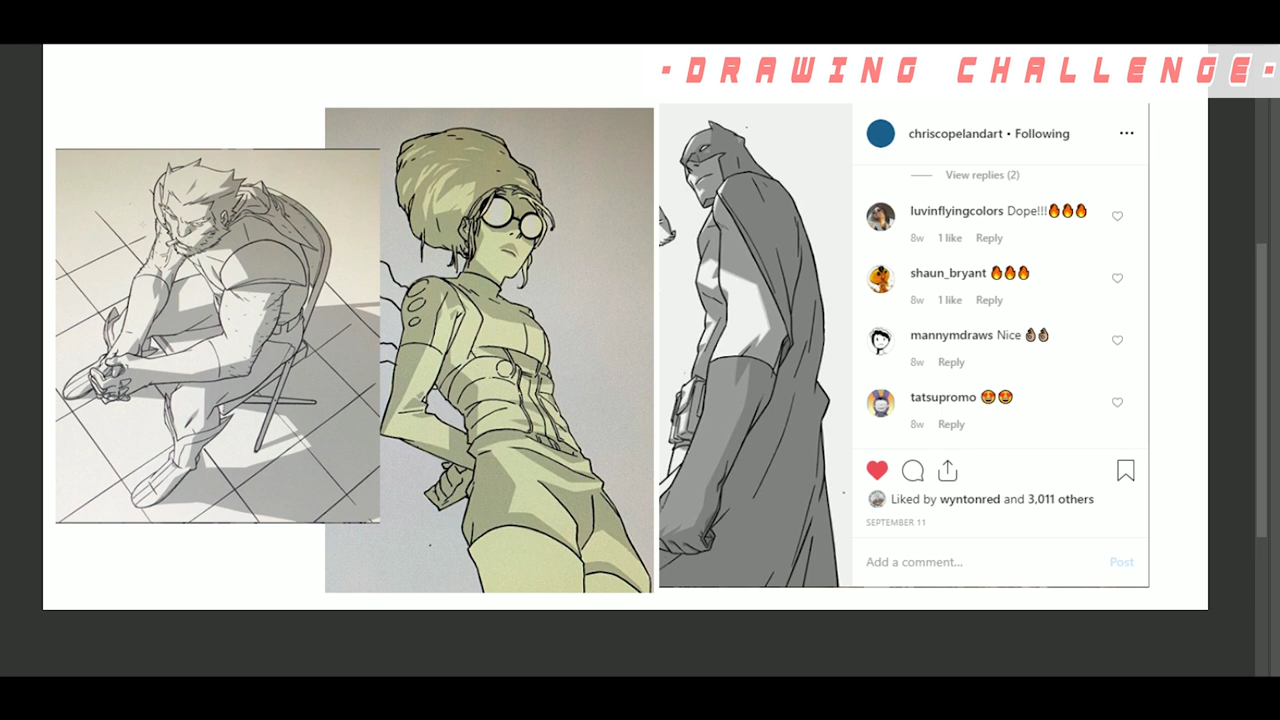 -DRAWING CHALLENGE-
chriscopelandart • Following
View replies (2)
luvinflyingcolors Dope!!!🔥🔥🔥
8w 1 like Reply
shaun_bryant 🔥🔥🔥
8w 1 like Reply
mannymdraws Nice 👌🏾👌🏾
8w Reply
tatsupromo 😍😍
8w Reply
Liked by wyntonred and 3,011 others
SEPTEMBER 11
Add a comment... Post